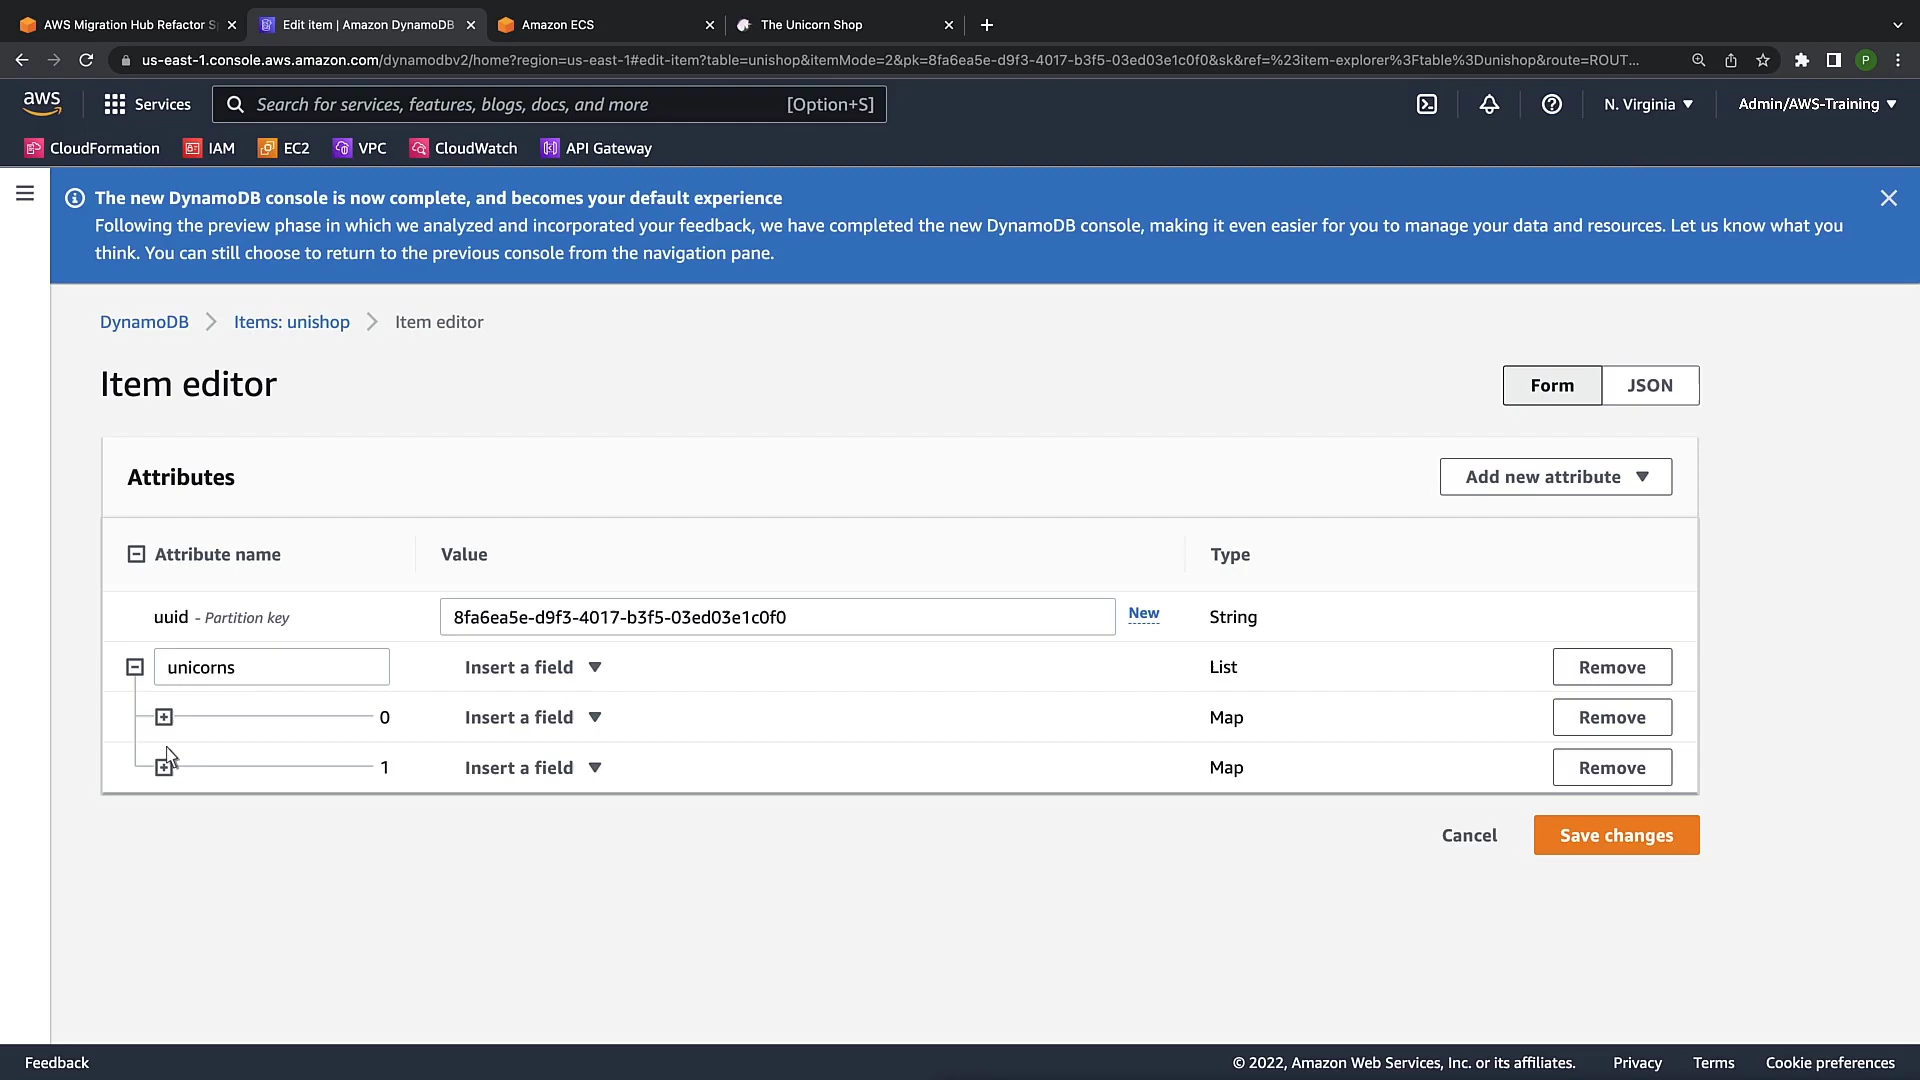 AWS Migration Hub Refactor S
Edit item | Amazon DynamoDB
Amazon ECS
The Unicorn Shop
us-east-1.console.aws.amazon.com/dynamodbv2/home?region=us-east-1#edit-item?table=unishop&itemMode=2&pk=8fa6ea5e-d9f3-4017-b3f5-03ed03e1c0f0&sk&ref=%23item-explorer%3Ftable%3Dunishop&route=ROUT...
P
aws
Services
Search for services, features, blogs, docs, and more
[Option+S]
N. Virginia
Admin/AWS-Training
CloudFormation
IAM
EC2
VPC
CloudWatch
API Gateway
The new DynamoDB console is now complete, and becomes your default experience
Following the preview phase in which we analyzed and incorporated your feedback, we have completed the new DynamoDB console, making it even easier for you to manage your data and resources. Let us know what you
think. You can still choose to return to the previous console from the navigation pane.
DynamoDB
Items: unishop
Item editor
Item editor
Form
JSON
Attributes
Add new attribute
Attribute name
Value
Type
uuid - Partition key
8fa6ea5e-d9f3-4017-b3f5-03ed03e1c0f0
New
String
unicorns
Insert a field
List
Remove
0
Insert a field
Map
Remove
1
Insert a field
Map
Remove
Cancel
Save changes
Feedback
© 2022, Amazon Web Services, Inc. or its affiliates.
Privacy
Terms
Cookie preferences